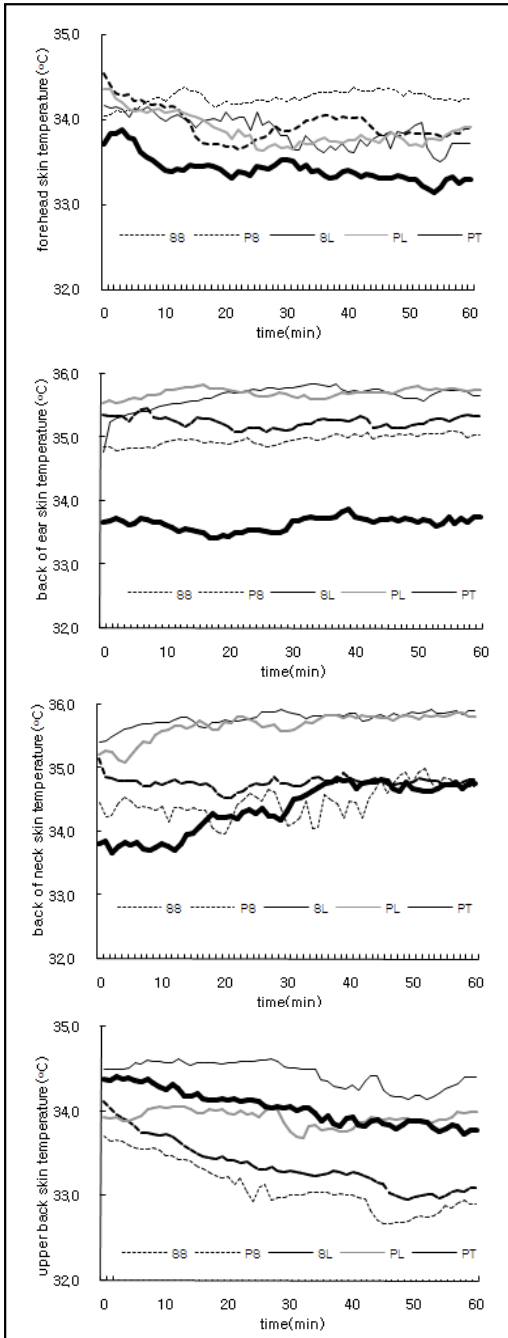 forehead skin temperature (°C)
35,0
34,0
33,0
32,0
SS PS SL PL PT
0 10 20 30 40 50 60
time(min)
back of ear skin temperature (°C)
36,0
35,0
34,0
33,0
32,0
SS PS SL PL PT
0 10 20 30 40 50 60
time(min)
back of neck skin temperature (°C)
36,0
35,0
34,0
33,0
32,0
SS PS SL PL PT
0 10 20 30 40 50 60
time(min)
upper back skin temperature (°C)
35,0
34,0
33,0
32,0
SS PS SL PL PT
0 10 20 30 40 50 60
time(min)